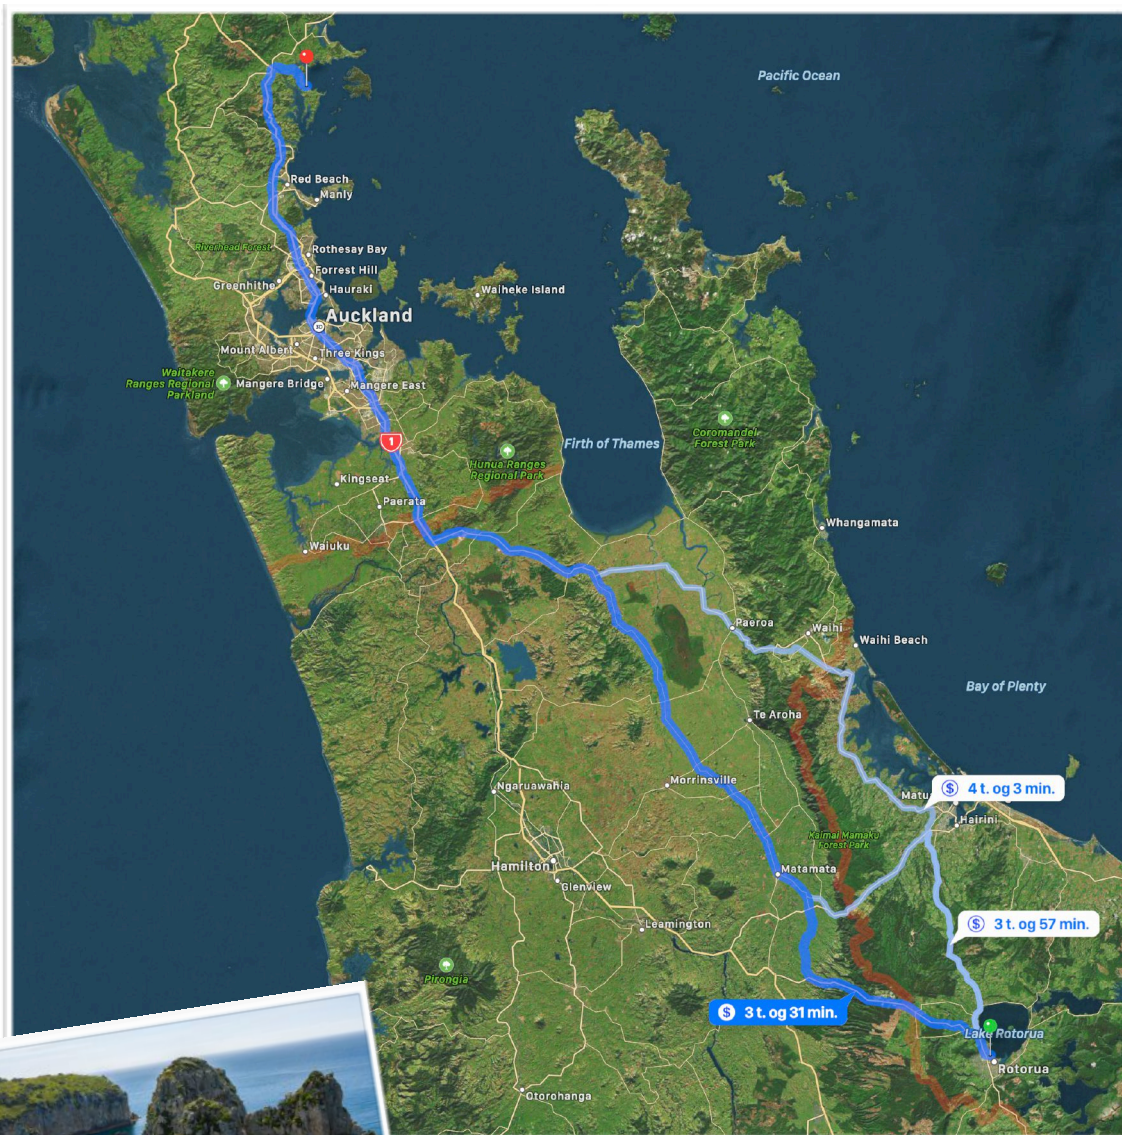 Pacific Ocean
Red Beach
Manly
Riverhead Forest
Rothesay Bay
Forrest Hill
Greenhithe
Hauraki
Waiheke Island
Auckland
Mount Albert
Three Kings
Waitakere
Ranges Regional
Parkland
Mangere Bridge
Mangere East
1
Firth of Thames
Coromandel
Forest Park
Hunua Ranges
Regional Park
Kingseat
Paerata
Whangamata
Waiuku
Paeroa
Waihi
Waihi Beach
Bay of Plenty
Te Aroha
Morrinsville
Ngaruawahia
$ 4 t. og 3 min.
Matu
Hairini
Kaimai Mamaku
Forest Park
Hamilton
Matamata
Glenview
Leamington
$ 3 t. og 57 min.
Pirongia
$ 3 t. og 31 min.
Lake Rotorua
Rotorua
Otorohanga